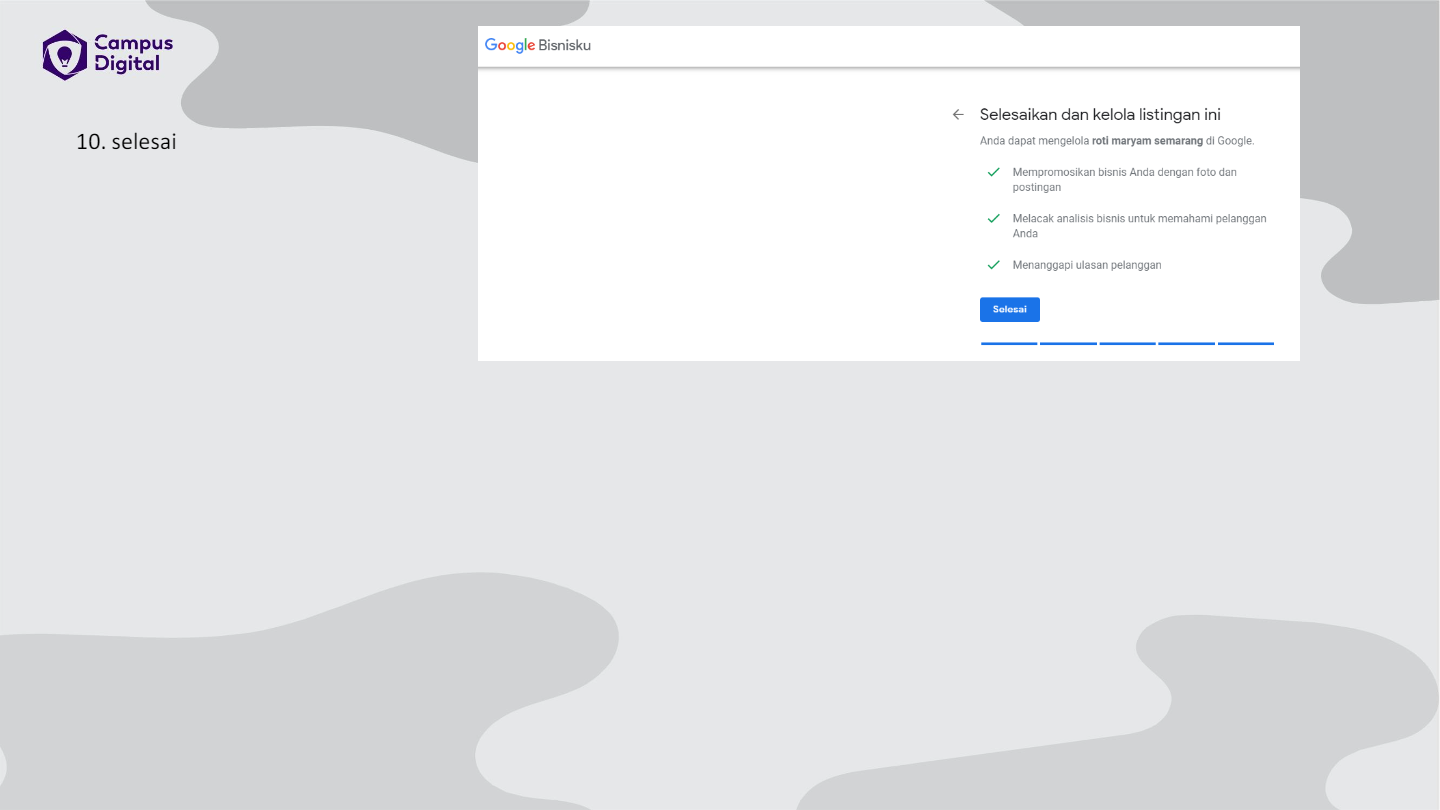 Campus
Digital
10. selesai
Google Bisnisku
Selesaikan dan kelola listingan ini
Anda dapat mengelola roti maryam semarang di Google.
Mempromosikan bisnis Anda dengan foto dan
postingan
Melacak analisis bisnis untuk memahami pelanggan
Anda
Menanggapi ulasan pelanggan
Selesai